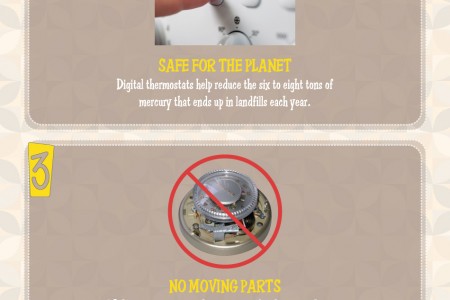 SAFE FOR THE PLANET
Digital thermostats help reduce the six to eight tons of
mercury that ends up in landfills each year.
3
NO MOVING PARTS